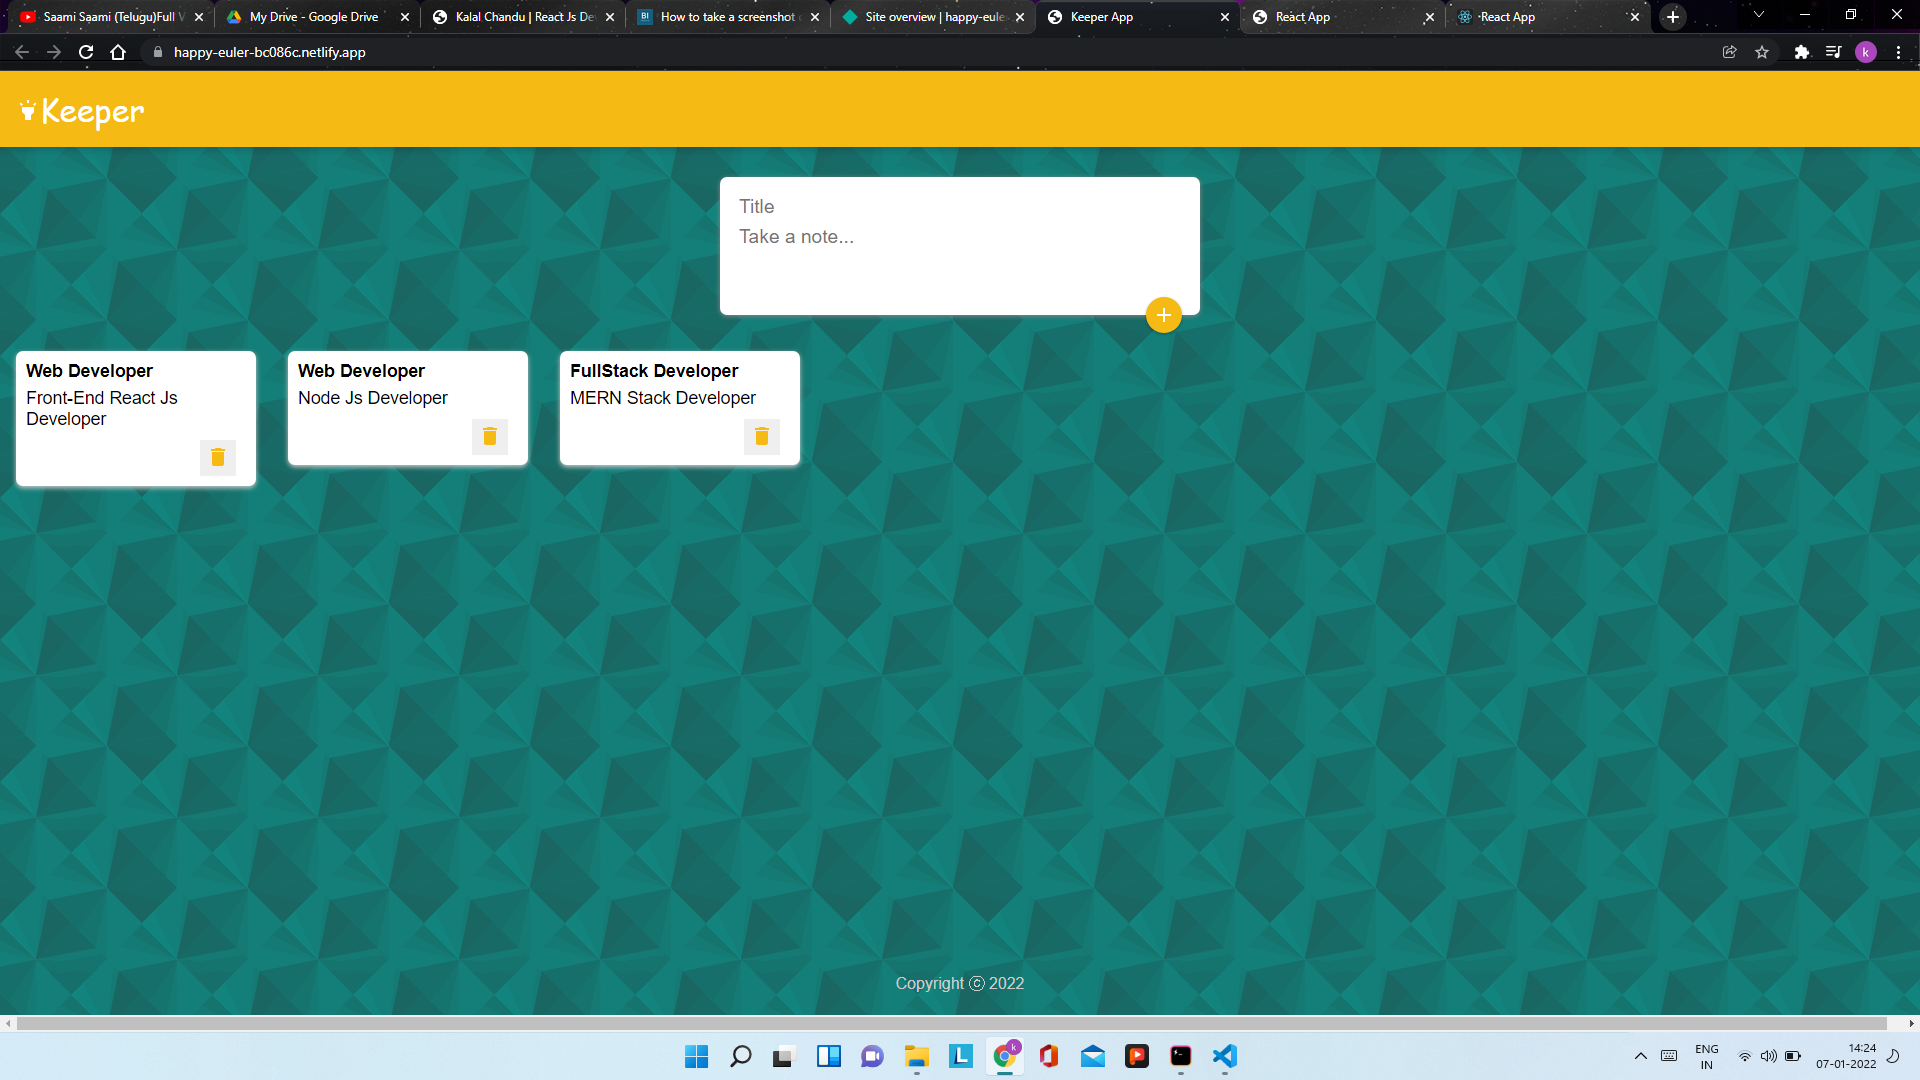 Saami Saami (Telugu)Full V
My Drive - Google Drive
Kalal Chandu | React Js De
How to take a screenshot
Site overview | happy-eule
Keeper App
React App
React App
happy-euler-bc086c.netlify.app
k
Keeper
Title
Take a note...
Web Developer
Front-End React Js
Developer
Web Developer
Node Js Developer
FullStack Developer
MERN Stack Developer
Copyright ⓒ 2022
ENG
IN
14:24
07-01-2022